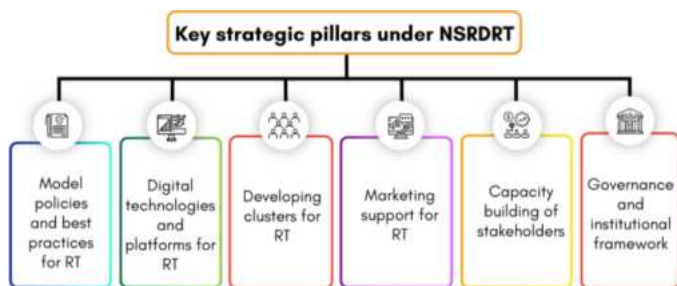 Key strategic pillars under NSRDRT
Model
policies
and best
practices
for RT
Digital
technologies
and
platforms for
RT
Developing
clusters for
RT
Marketing
support for
RT
Capacity
building of
stakeholders
Governance
and
institutional
framework